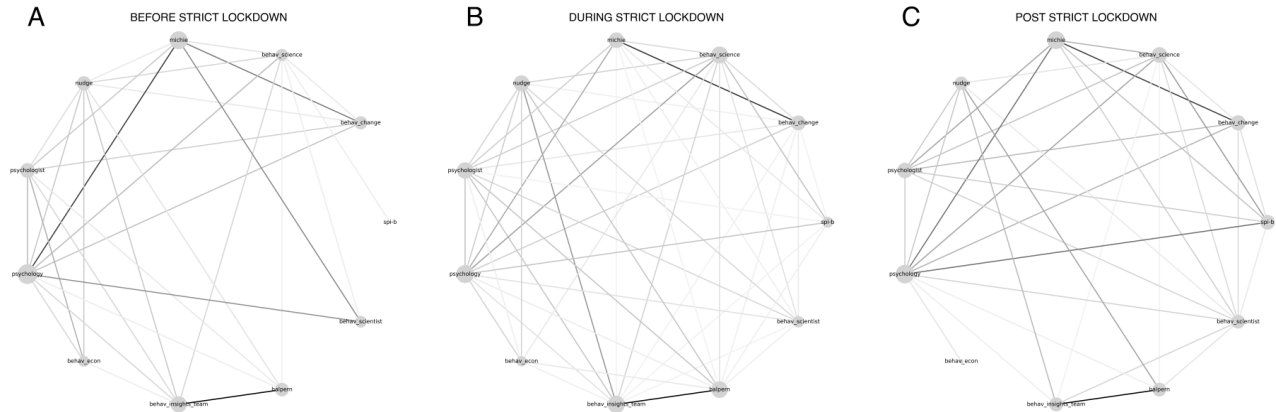 A
BEFORE STRICT LOCKDOWN
michie
behav_science
nudge
behav_change
psychologist
spi-b
psychology
behav_scientist
behav_econ
halpern
behav_insights_team
B
DURING STRICT LOCKDOWN
michie
behav_science
nudge
behav_change
psychologist
spi-b
psychology
behav_scientist
behav_econ
halpern
behav_insights_team
C
POST STRICT LOCKDOWN
michie
behav_science
nudge
behav_change
psychologist
spi-b
psychology
behav_scientist
behav_econ
halpern
behav_insights_team